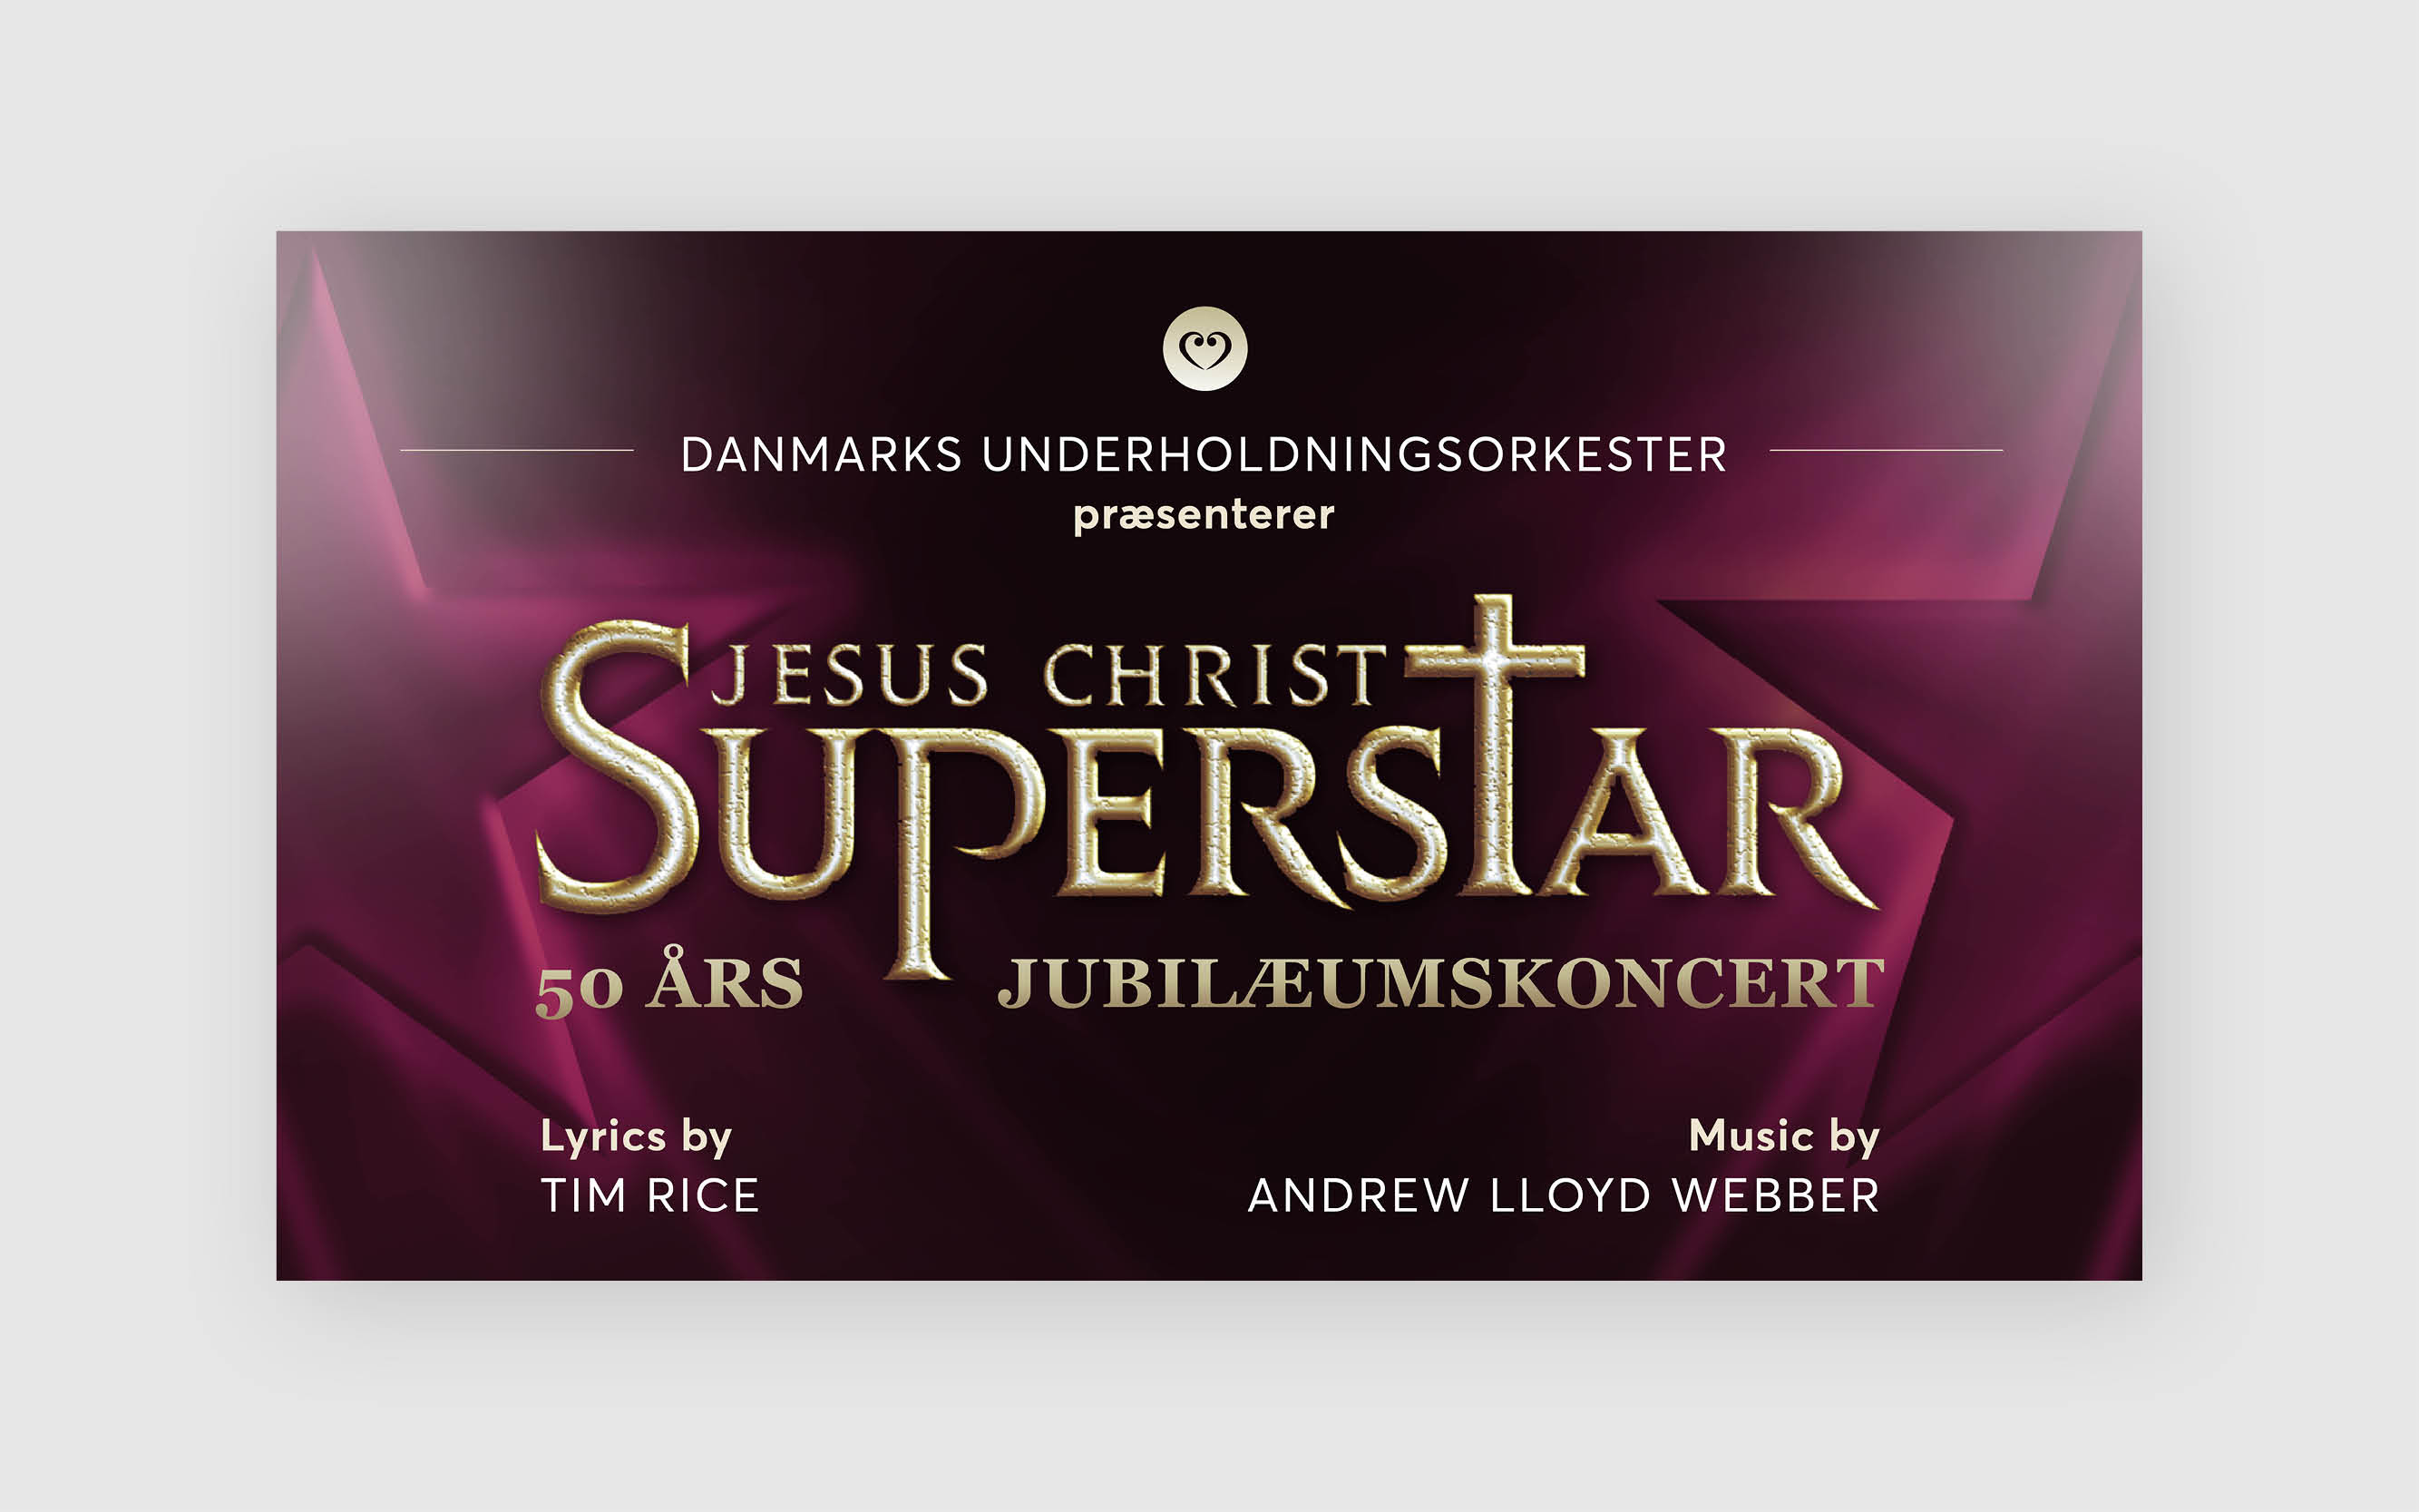 DANMARKS UNDERHOLDNINGSORKESTER
præsenterer
JESUS CHRIST
SUPERSTAR
50 ÅRS JUBILÆUMSKONCERT
Lyrics by
TIM RICE
Music by
ANDREW LLOYD WEBBER